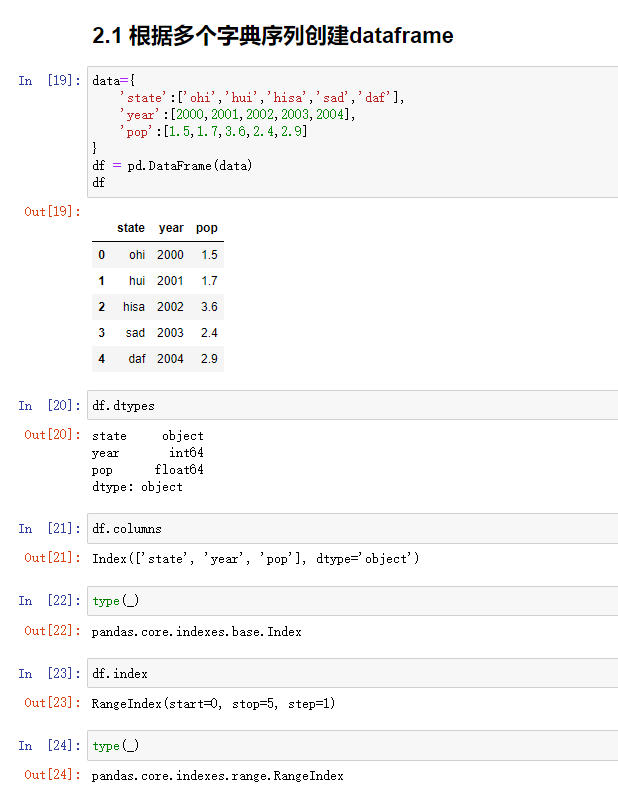 2.1 根据多个字典序列创建dataframe
In [19]: data={
'state':['ohi','hui','hisa','sad','daf'],
'year':[2000,2001,2002,2003,2004],
'pop':[1.5,1.7,3.6,2.4,2.9]
}
df = pd.DataFrame(data)
df
Out[19]:
state year pop
0 ohi 2000 1.5
1 hui 2001 1.7
2 hisa 2002 3.6
3 sad 2003 2.4
4 daf 2004 2.9
In [20]: df.dtypes
Out[20]: state object
year int64
pop float64
dtype: object
In [21]: df.columns
Out[21]: Index(['state', 'year', 'pop'], dtype='object')
In [22]: type(_)
Out[22]: pandas.core.indexes.base.Index
In [23]: df.index
Out[23]: RangeIndex(start=0, stop=5, step=1)
In [24]: type(_)
Out[24]: pandas.core.indexes.range.RangeIndex